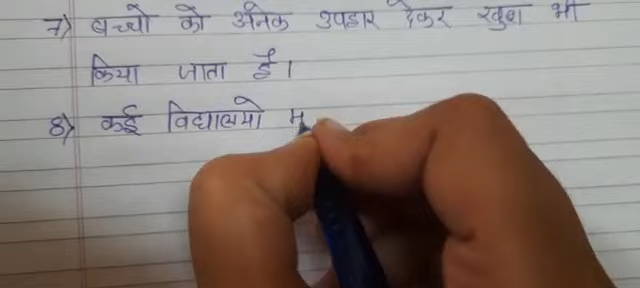 7) बच्चो को अनेक उपहार देकर खुश भी
किया जाता है।
8) कई विद्यालयो म